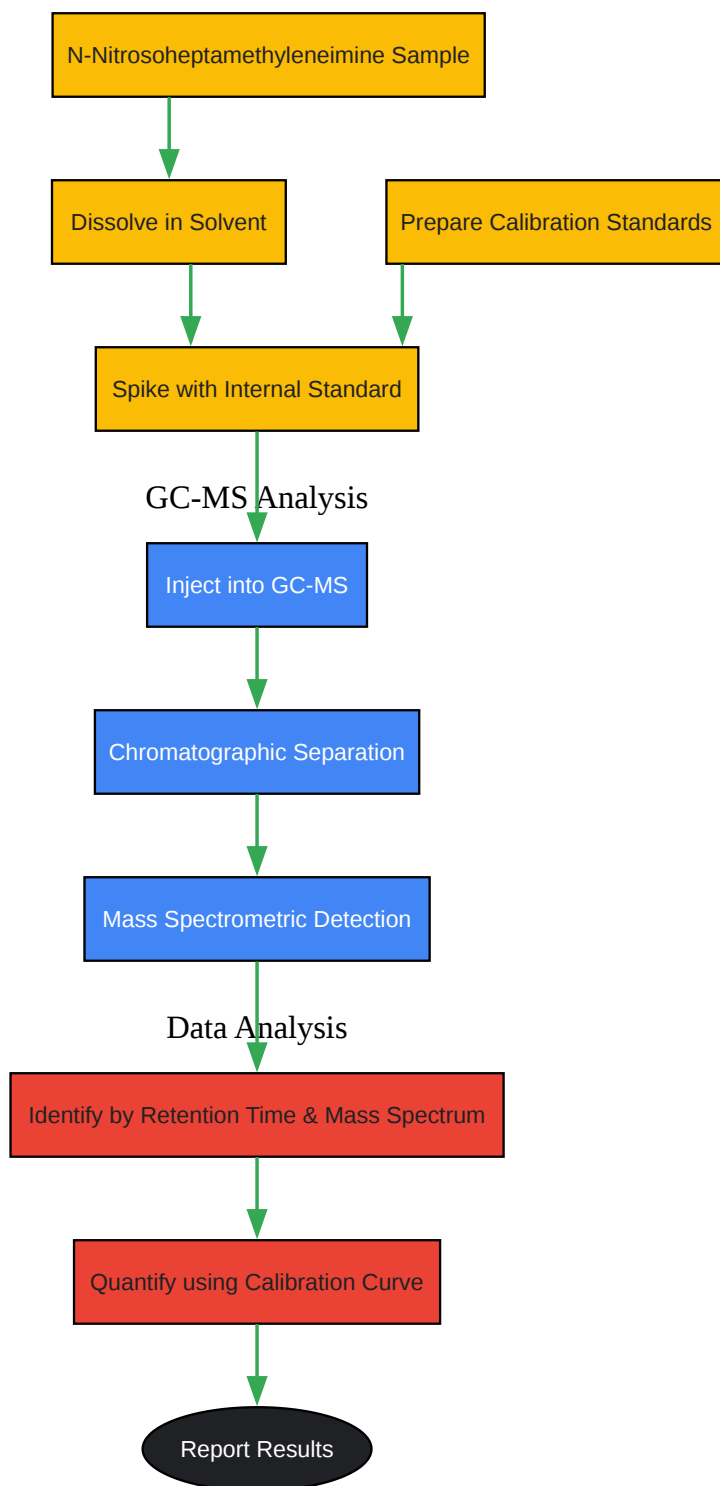 N-Nitrosoheptamethyleneimine Sample
Dissolve in Solvent
Prepare Calibration Standards
Spike with Internal Standard
GC-MS Analysis
Inject into GC-MS
Chromatographic Separation
Mass Spectrometric Detection
Data Analysis
Identify by Retention Time & Mass Spectrum
Quantify using Calibration Curve
Report Results